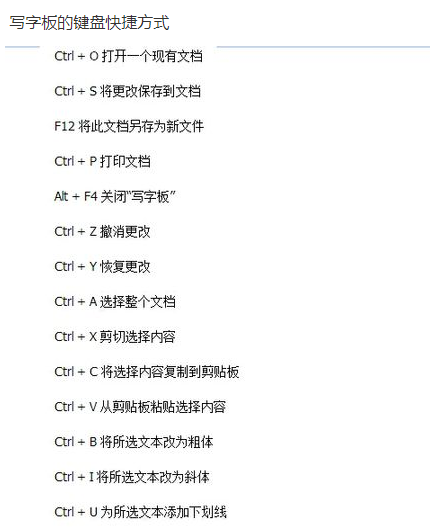 写字板的键盘快捷方式
Ctrl + O 打开一个现有文档
Ctrl + S 将更改保存到文档
F12 将此文档另存为新文件
Ctrl + P 打印文档
Alt + F4 关闭“写字板”
Ctrl + Z 撤消更改
Ctrl + Y 恢复更改
Ctrl + A 选择整个文档
Ctrl + X 剪切选择内容
Ctrl + C 将选择内容复制到剪贴板
Ctrl + V 从剪贴板粘贴选择内容
Ctrl + B 将所选文本改为粗体
Ctrl + I 将所选文本改为斜体
Ctrl + U 为所选文本添加下划线